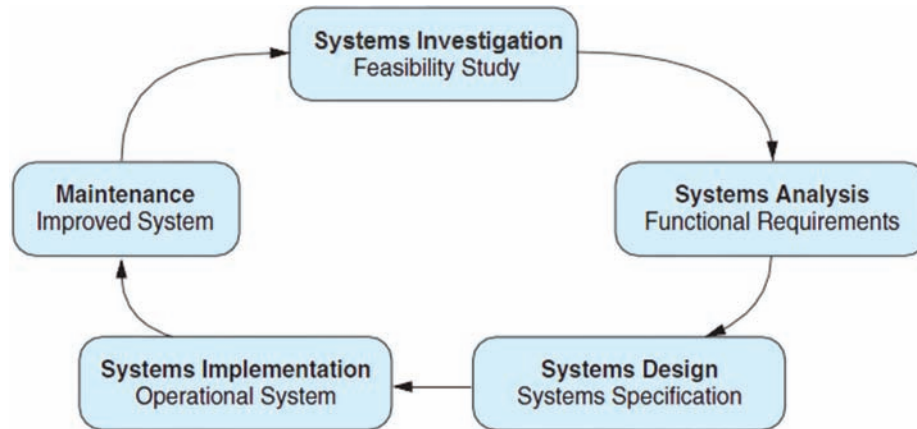 Systems Investigation
Feasibility Study
Systems Analysis
Functional Requirements
Systems Design
Systems Specification
Systems Implementation
Operational System
Maintenance
Improved System